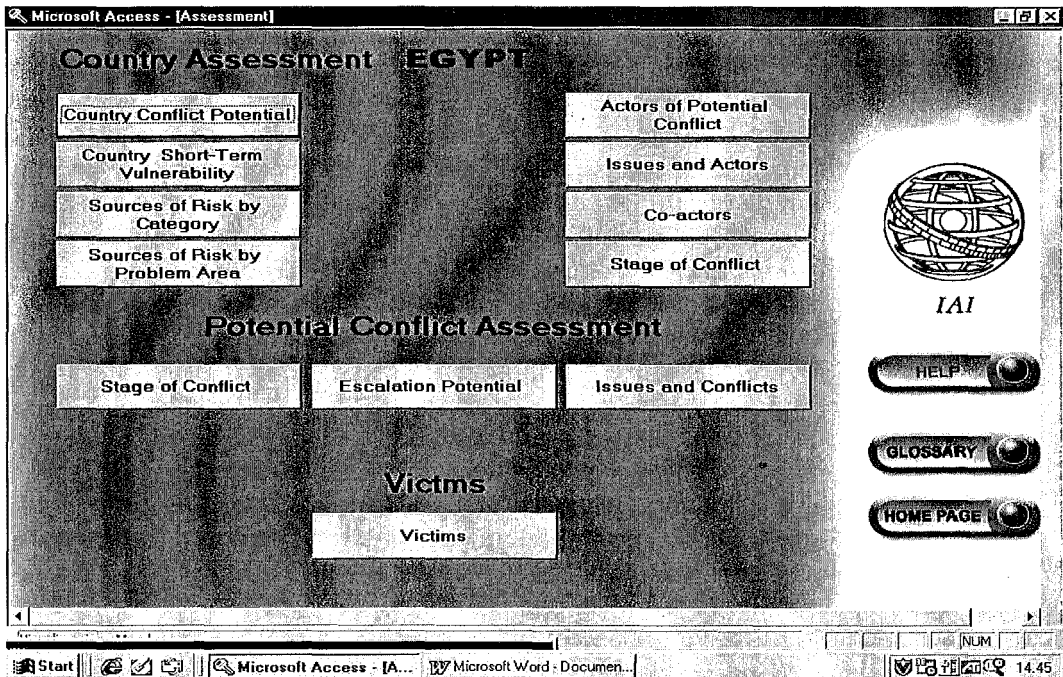 Microsoft Access - [Assessment]
Country Assessment EGYPT
Country Conflict Potential
Country Short-Term
Vulnerability
Sources of Risk by
Category
Sources of Risk by
Problem Area
Actors of Potential
Conflict
Issues and Actors
Co-actors
Stage of Conflict
IAI
Potential Conflict Assessment
Stage of Conflict
Escalation Potential
Issues and Conflicts
HELP
GLOSSARY
HOME PAGE
Victms
Victims
NUM
Start
Microsoft Access - [A...
Microsoft Word - Documen...
14.45